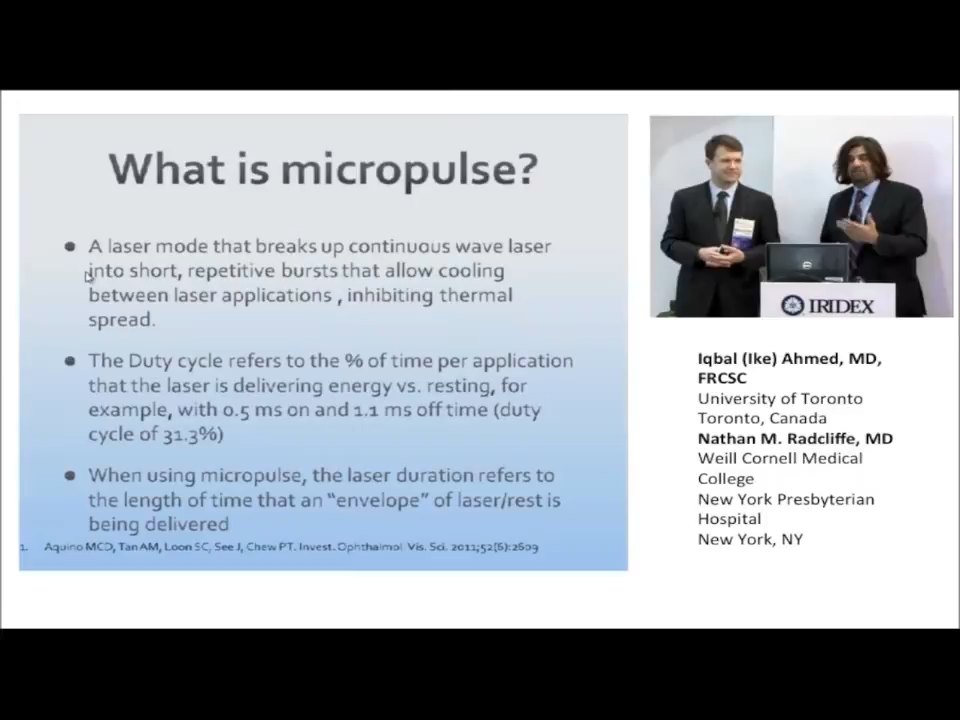 What is micropulse?
A laser mode that breaks up continuous wave laser
into short, repetitive bursts that allow cooling
between laser applications , inhibiting thermal
spread.
The Duty cycle refers to the % of time per application
that the laser is delivering energy vs. resting, for
example, with 0.5 ms on and 1.1 ms off time (duty
cycle of 31.3%)
When using micropulse, the laser duration refers to
the length of time that an “envelope” of laser/rest is
being delivered
1. Aquino MCD, Tan AM, Loon SC, See J, Chew PT. Invest. Ophthalmol. Vis. Sci. 2011;52(6):2609
IRIDEX
Iqbal (Ike) Ahmed, MD,
FRCSC
University of Toronto
Toronto, Canada
Nathan M. Radcliffe, MD
Weill Cornell Medical
College
New York Presbyterian
Hospital
New York, NY